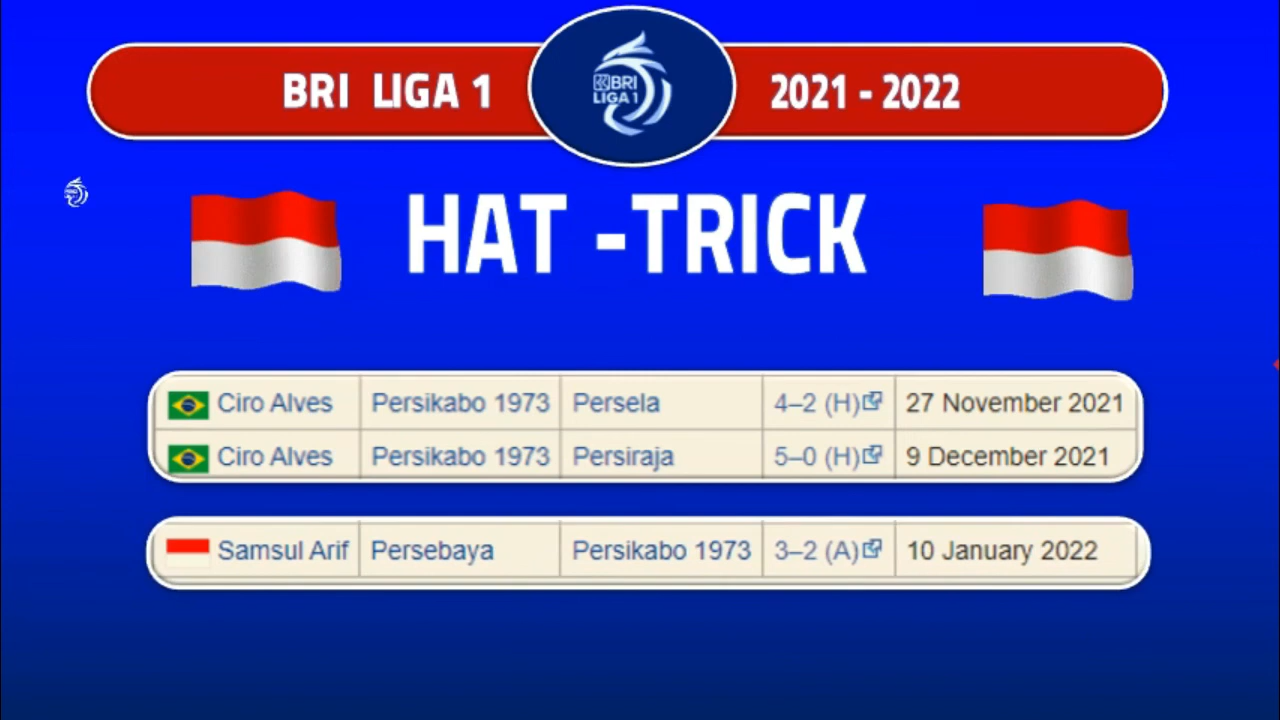 BRI LIGA 1
BRI
LIGA 1
2021 - 2022
HAT -TRICK
Ciro Alves Persikabo 1973 Persela 4–2 (H) 27 November 2021
Ciro Alves Persikabo 1973 Persiraja 5–0 (H) 9 December 2021
Samsul Arif Persebaya Persikabo 1973 3–2 (A) 10 January 2022